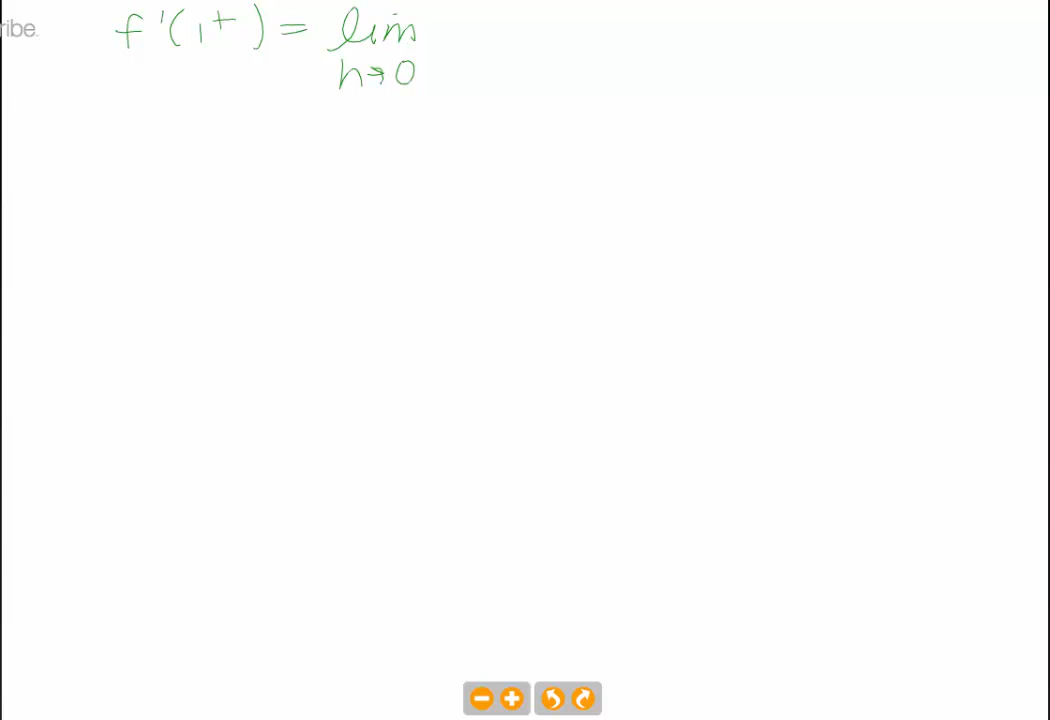 ribe.
f'(1+) = lim
h→0